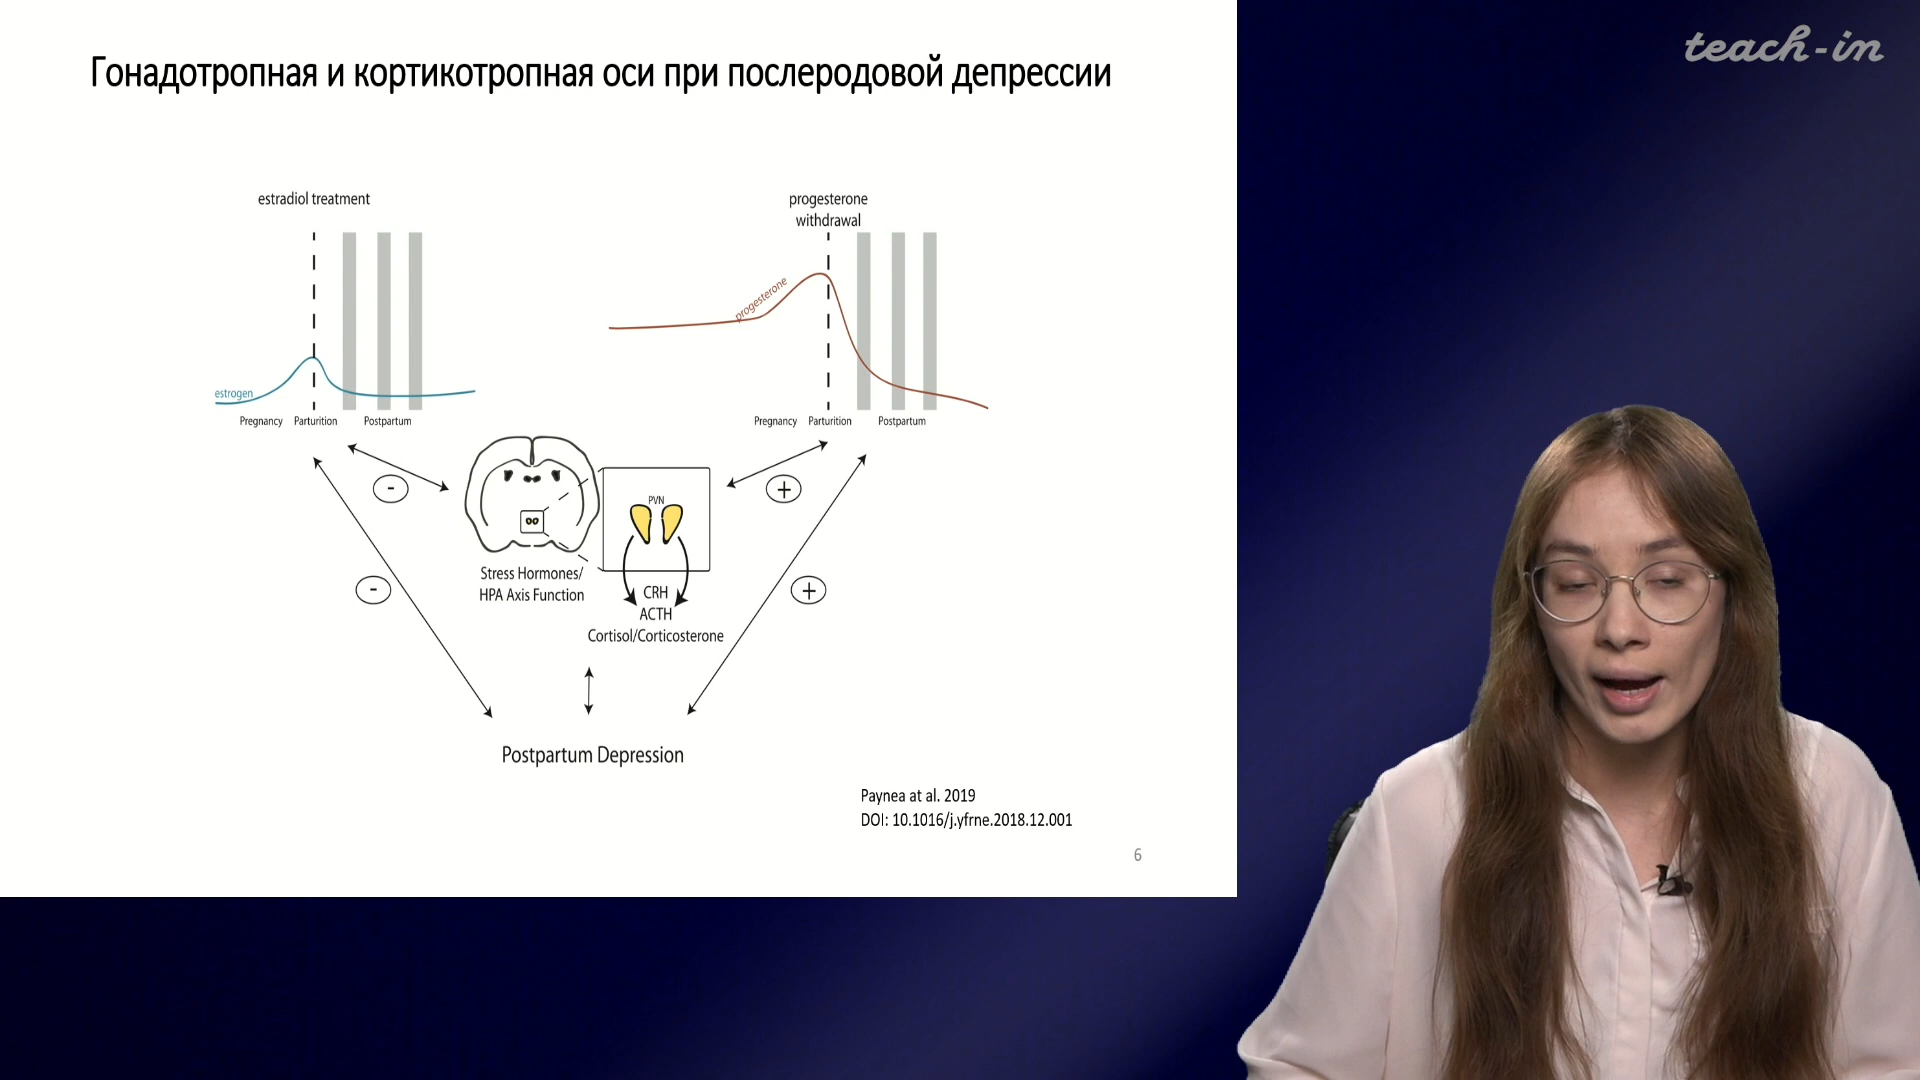 teach-in
Гонадотропная и кортикотропная оси при послеродовой депрессии
estradiol treatment
progesterone
withdrawal
estrogen
progesterone
Pregnancy Parturition Postpartum
Pregnancy Parturition Postpartum
-
+
PVN
Stress Hormones/
HPA Axis Function
CRH
ACTH
Cortisol/Corticosterone
-
+
Postpartum Depression
Paynea at al. 2019
DOI: 10.1016/j.yfrne.2018.12.001
6